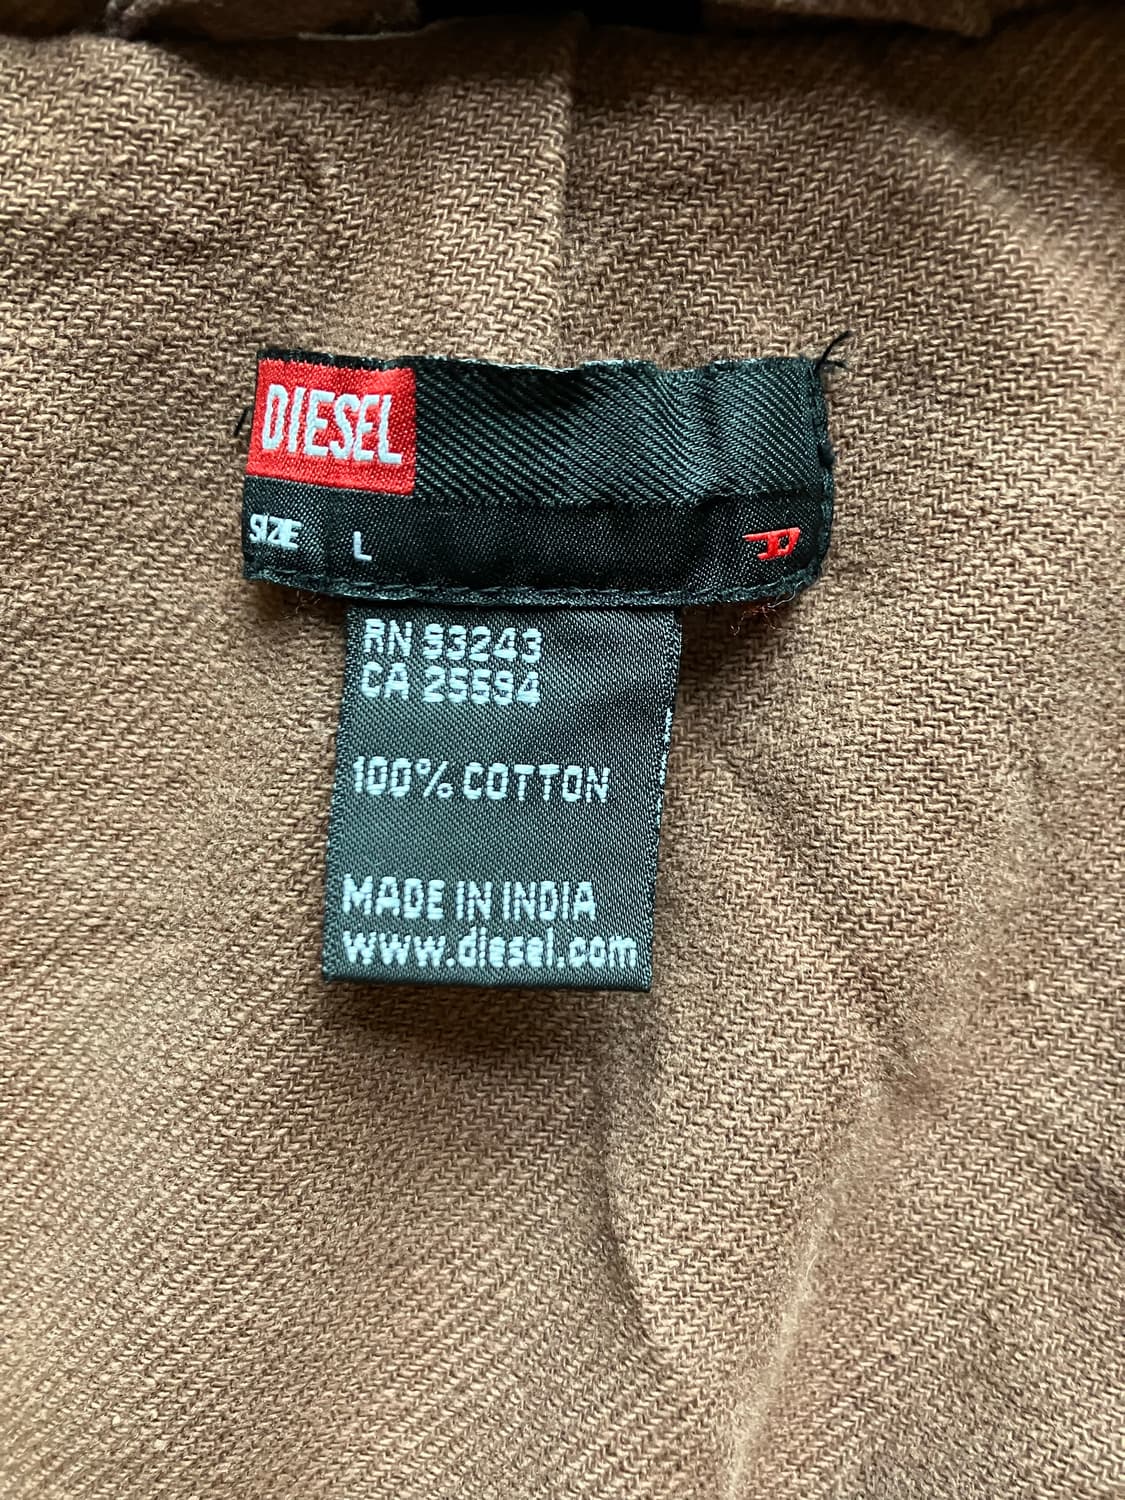 DIESEL
SIZE L
RN 93243
CA 25594
100% COTTON
MADE IN INDIA
www.diesel.com